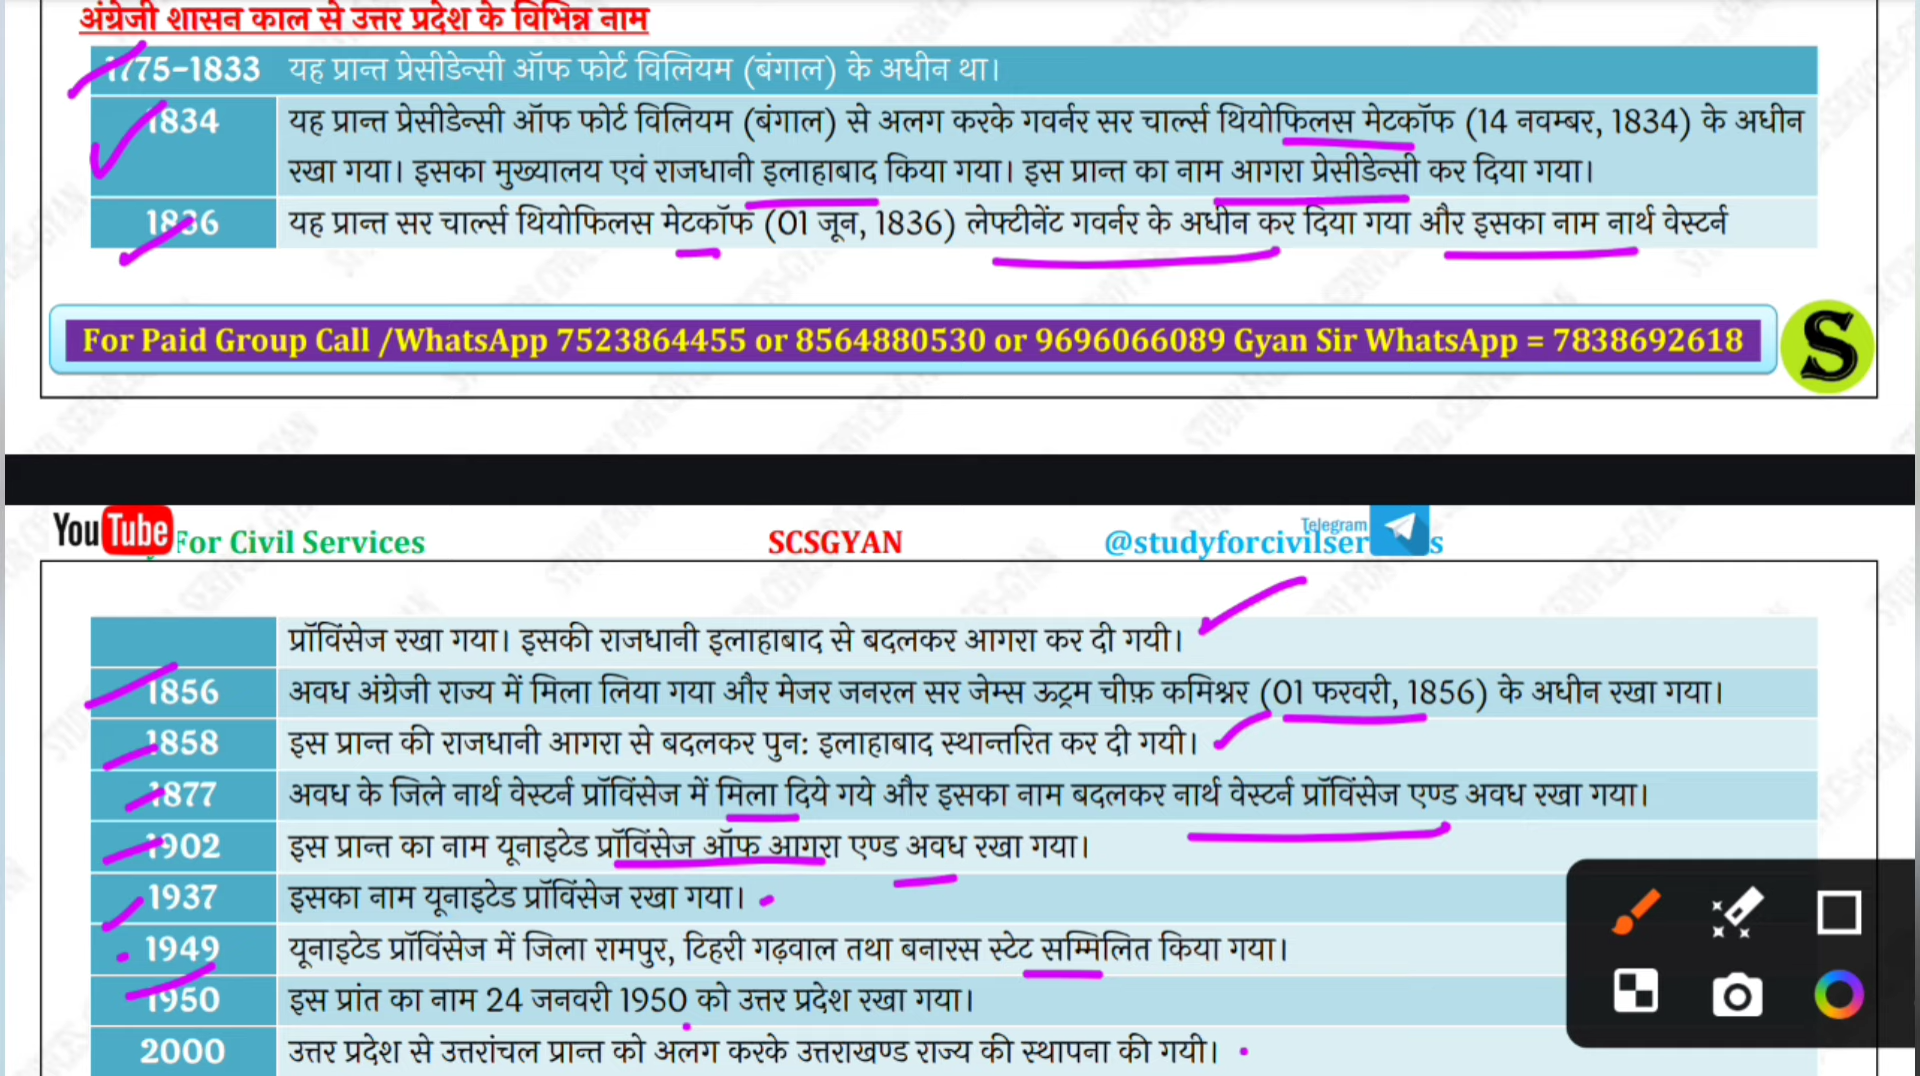 अंग्रेजी शासन काल से उत्तर प्रदेश के विभिन्न नाम
1775-1833 यह प्रान्त प्रेसीडेन्सी ऑफ फोर्ट विलियम (बंगाल) के अधीन था।
1834 यह प्रान्त प्रेसीडेन्सी ऑफ फोर्ट विलियम (बंगाल) से अलग करके गवर्नर सर चार्ल्स थियोफिलस मेटकॉफ (14 नवम्बर, 1834) के अधीन
रखा गया। इसका मुख्यालय एवं राजधानी इलाहाबाद किया गया। इस प्रान्त का नाम आगरा प्रेसीडेन्सी कर दिया गया।
1836 यह प्रान्त सर चार्ल्स थियोफिलस मेटकॉफ (01 जून, 1836) लेफ्टीनेंट गवर्नर के अधीन कर दिया गया और इसका नाम नार्थ वेस्टर्न
For Paid Group Call /WhatsApp 7523864455 or 8564880530 or 9696066089 Gyan Sir WhatsApp = 7838692618
S
YouTube For Civil Services SCSGYAN Telegram @studyforcivilser s
प्रॉविंसेज रखा गया। इसकी राजधानी इलाहाबाद से बदलकर आगरा कर दी गयी।
1856 अवध अंग्रेजी राज्य में मिला लिया गया और मेजर जनरल सर जेम्स ऊट्रम चीफ़ कमिश्नर (01 फरवरी, 1856) के अधीन रखा गया।
1858 इस प्रान्त की राजधानी आगरा से बदलकर पुन: इलाहाबाद स्थान्तरित कर दी गयी।
1877 अवध के जिले नार्थ वेस्टर्न प्रॉविंसेज में मिला दिये गये और इसका नाम बदलकर नार्थ वेस्टर्न प्रॉविंसेज एण्ड अवध रखा गया।
1902 इस प्रान्त का नाम यूनाइटेड प्रॉविंसेज ऑफ आगरा एण्ड अवध रखा गया।
1937 इसका नाम यूनाइटेड प्रॉविंसेज रखा गया।
1949 यूनाइटेड प्रॉविंसेज में जिला रामपुर, टिहरी गढ़वाल तथा बनारस स्टेट सम्मिलित किया गया।
1950 इस प्रांत का नाम 24 जनवरी 1950 को उत्तर प्रदेश रखा गया।
2000 उत्तर प्रदेश से उत्तरांचल प्रान्त को अलग करके उत्तराखण्ड राज्य की स्थापना की गयी।